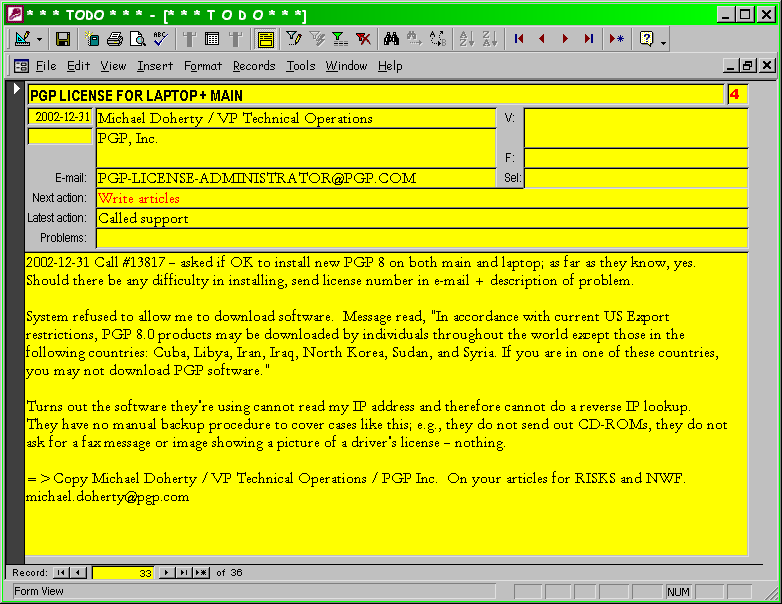 * * * TODO * * * - [* * * T O D O * * *]
File Edit View Insert Format Records Tools Window Help
PGP LICENSE FOR LAPTOP + MAIN 4
2002-12-31 Michael Doherty / VP Technical Operations V:
PGP, Inc.
F:
E-mail: PGP-LICENSE-ADMINISTRATOR@PGP.COM Sel:
Next action: Write articles
Latest action: Called support
Problems:
2002-12-31 Call #13817 – asked if OK to install new PGP 8 on both main and laptop; as far as they know, yes.
Should there be any difficulty in installing, send license number in e-mail + description of problem.
System refused to allow me to download software. Message read, "In accordance with current US Export
restrictions, PGP 8.0 products may be downloaded by individuals throughout the world except those in the
following countries: Cuba, Libya, Iran, Iraq, North Korea, Sudan, and Syria. If you are in one of these countries,
you may not download PGP software."
Turns out the software they're using cannot read my IP address and therefore cannot do a reverse IP lookup.
They have no manual backup procedure to cover cases like this; e.g., they do not send out CD-ROMs, they do not
ask for a fax message or image showing a picture of a driver's license – nothing.
= > Copy Michael Doherty / VP Technical Operations / PGP Inc. On your articles for RISKS and NWF.
michael.doherty@pgp.com
Record: 33 of 36
Form View NUM